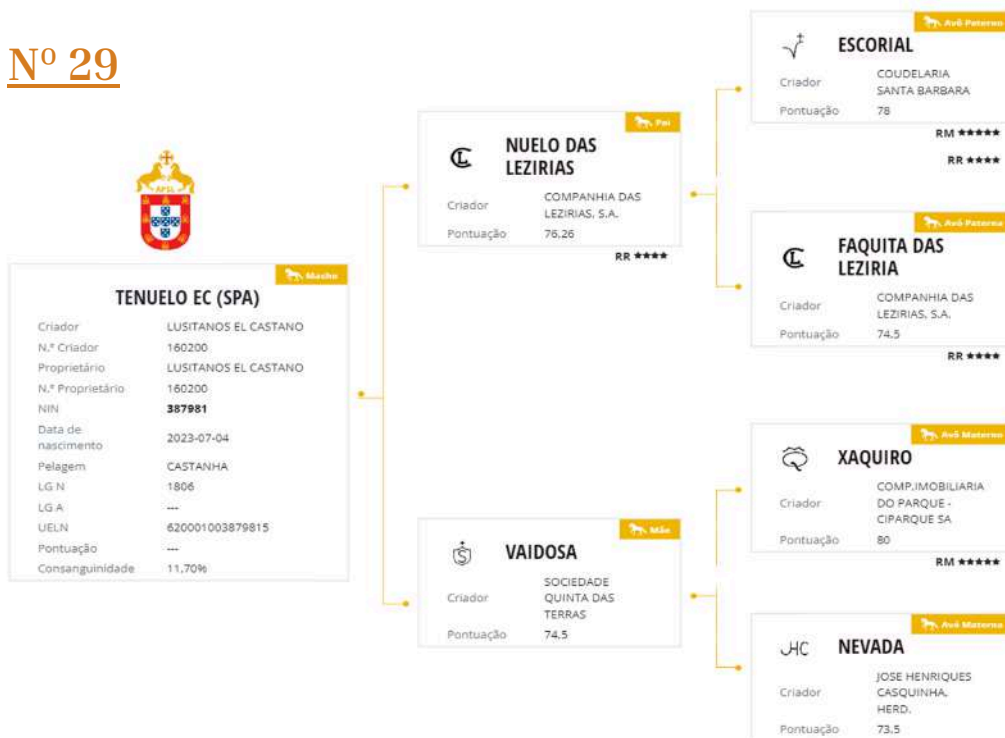 Nº 29
APSL
Macho
TENUELO EC (SPA)
Criador LUSITANOS EL CASTANO
N.º Criador 160200
Proprietário LUSITANOS EL CASTANO
N.º Proprietário 160200
NIN 387981
Data de
nascimento 2023-07-04
Pelagem CASTANHA
LG N 1806
LG A ---
UELN 620001003879815
Pontuação ---
Consanguinidade 11,70%
Pai
NUELO DAS
LEZIRIAS
Criador COMPANHIA DAS
LEZIRIAS, S.A.
Pontuação 76,26
RR ★★★★
Mãe
VAIDOSA
Criador SOCIEDADE
QUINTA DAS
TERRAS
Pontuação 74.5
Avô Paterno
ESCORIAL
Criador COUDELARIA
SANTA BARBARA
Pontuação 78
RM ★★★★★
RR ★★★★
Avó Paterna
FAQUITA DAS
LEZIRIA
Criador COMPANHIA DAS
LEZIRIAS, S.A.
Pontuação 74,5
RR ★★★★
Avô Materno
XAQUIRO
Criador COMP.IMOBILIARIA
DO PARQUE -
CIPARQUE SA
Pontuação 80
RM ★★★★★
Avó Materna
NEVADA
Criador JOSE HENRIQUES
CASQUINHA,
HERD.
Pontuação 73,5